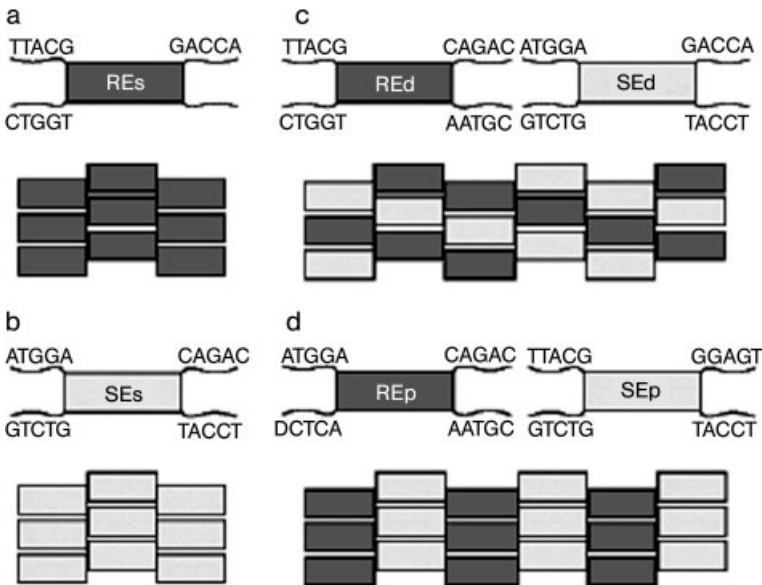 a
TTACG GACCA
REs
CTGGT
c
TTACG CAGAC ATGGA GACCA
REd SEd
CTGGT AATGC GTCTG TACCT
b
ATGGA CAGAC
SEs
GTCTG TACCT
d
ATGGA CAGAC TTACG GGAGT
REp SEp
DCTCA AATGC GTCTG TACCT